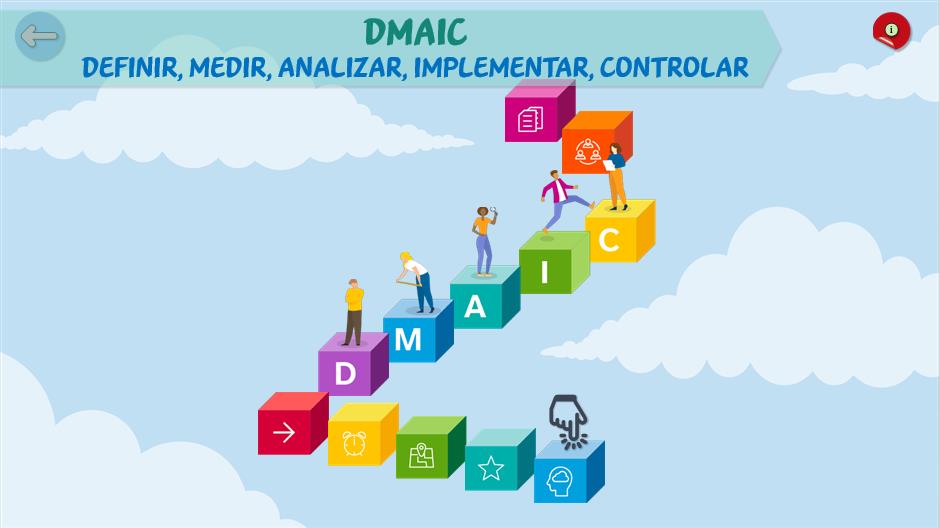 DMAIC
DEFINIR, MEDIR, ANALIZAR, IMPLEMENTAR, CONTROLAR
i
C
I
A
M
D